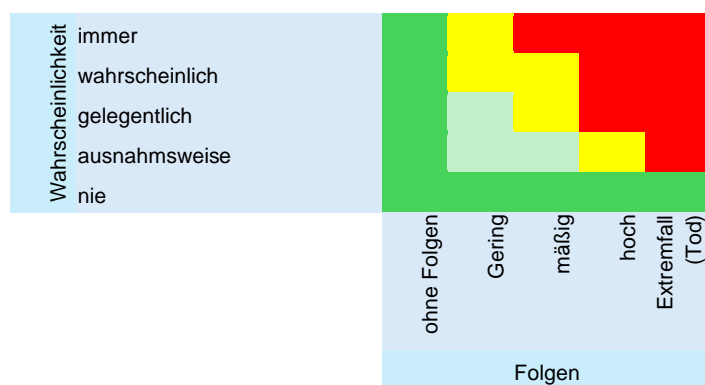 Wahrscheinlichkeit
immer
wahrscheinlich
gelegentlich
ausnahmsweise
nie
ohne Folgen
Gering
mäßig
hoch
Extremfall
(Tod)
Folgen